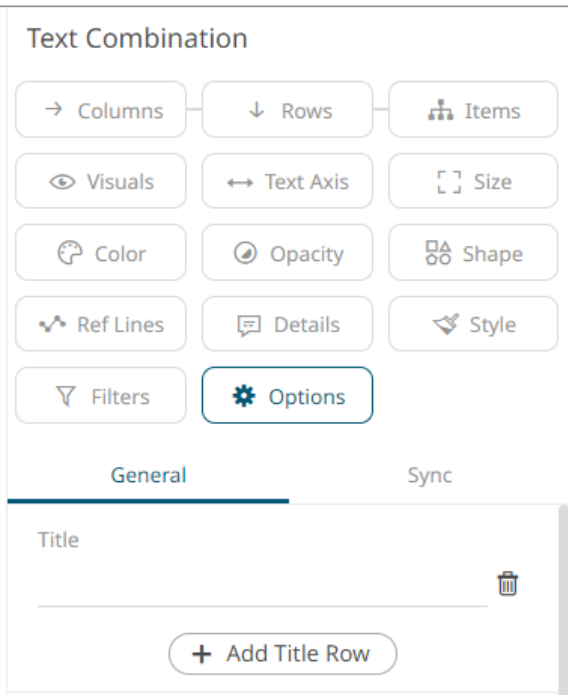 Text Combination
Columns Rows Items
Visuals Text Axis Size
Color Opacity Shape
Ref Lines Details Style
Filters Options
General Sync
Title
Add Title Row